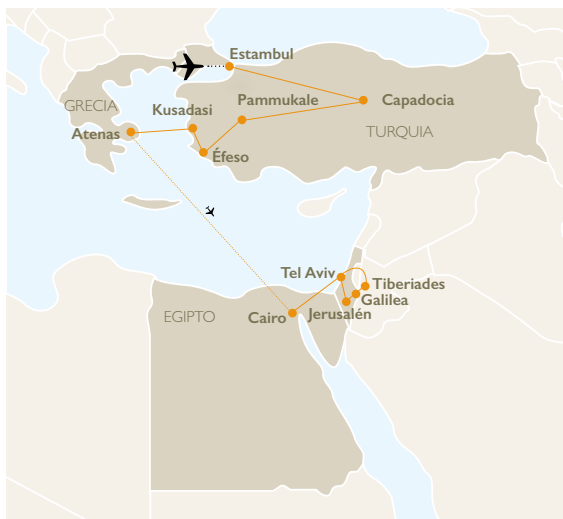 Estambul
GRECIA
Kusadasi
Pammukale
Capadocia
Atenas
TURQUIA
Éfeso
Tel Aviv
Tiberiades
Galilea
EGIPTO
Cairo
Jerusalén